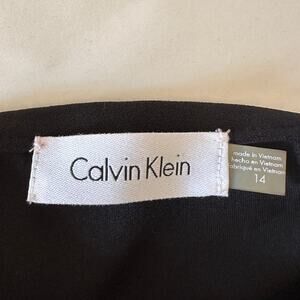 Calvin Klein
made in Vietnam
hecho en Vietnam
fabriqué en Vietnam
14